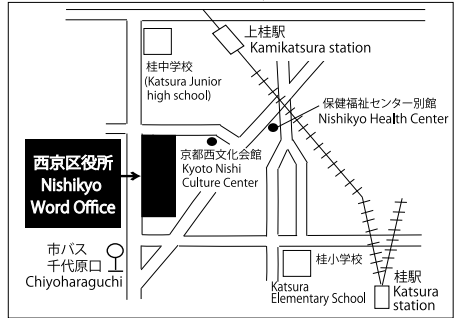 上桂駅
Kamikatsura station
桂中学校
(Katsura Junior
high school)
保健福祉センター別館
Nishikyo Health Center
京都西文化会館
Kyoto Nishi
Culture Center
西京区役所
Nishikyo
Word Office
市バス
千代原口
Chiyoharaguchi
桂小学校
Katsura
Elementary School
桂駅
Katsura
station